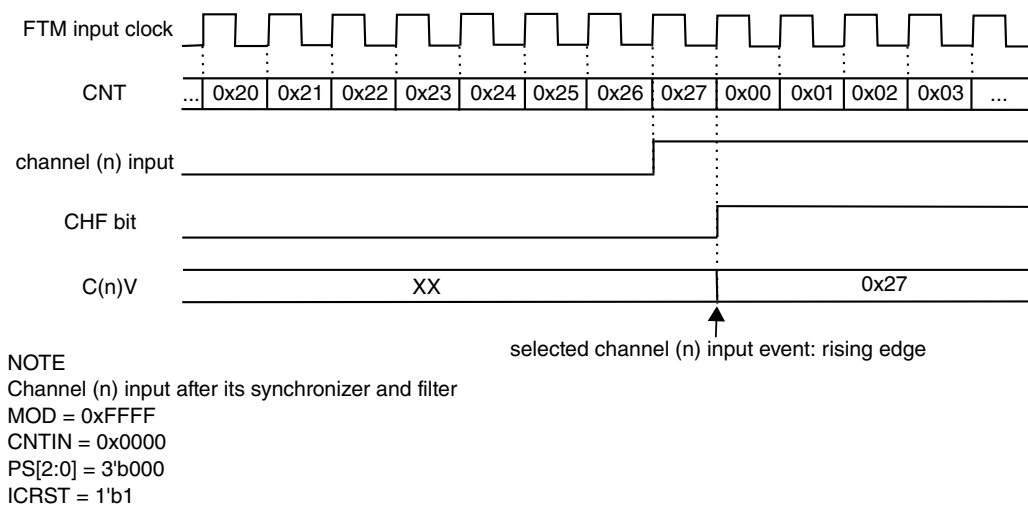 FTM input clock
CNT ... 0x20 0x21 0x22 0x23 0x24 0x25 0x26 0x27 0x00 0x01 0x02 0x03 ...
channel (n) input
CHF bit
C(n)V XX 0x27
selected channel (n) input event: rising edge
NOTE
Channel (n) input after its synchronizer and filter
MOD = 0xFFFF
CNTIN = 0x0000
PS[2:0] = 3'b000
ICRST = 1'b1